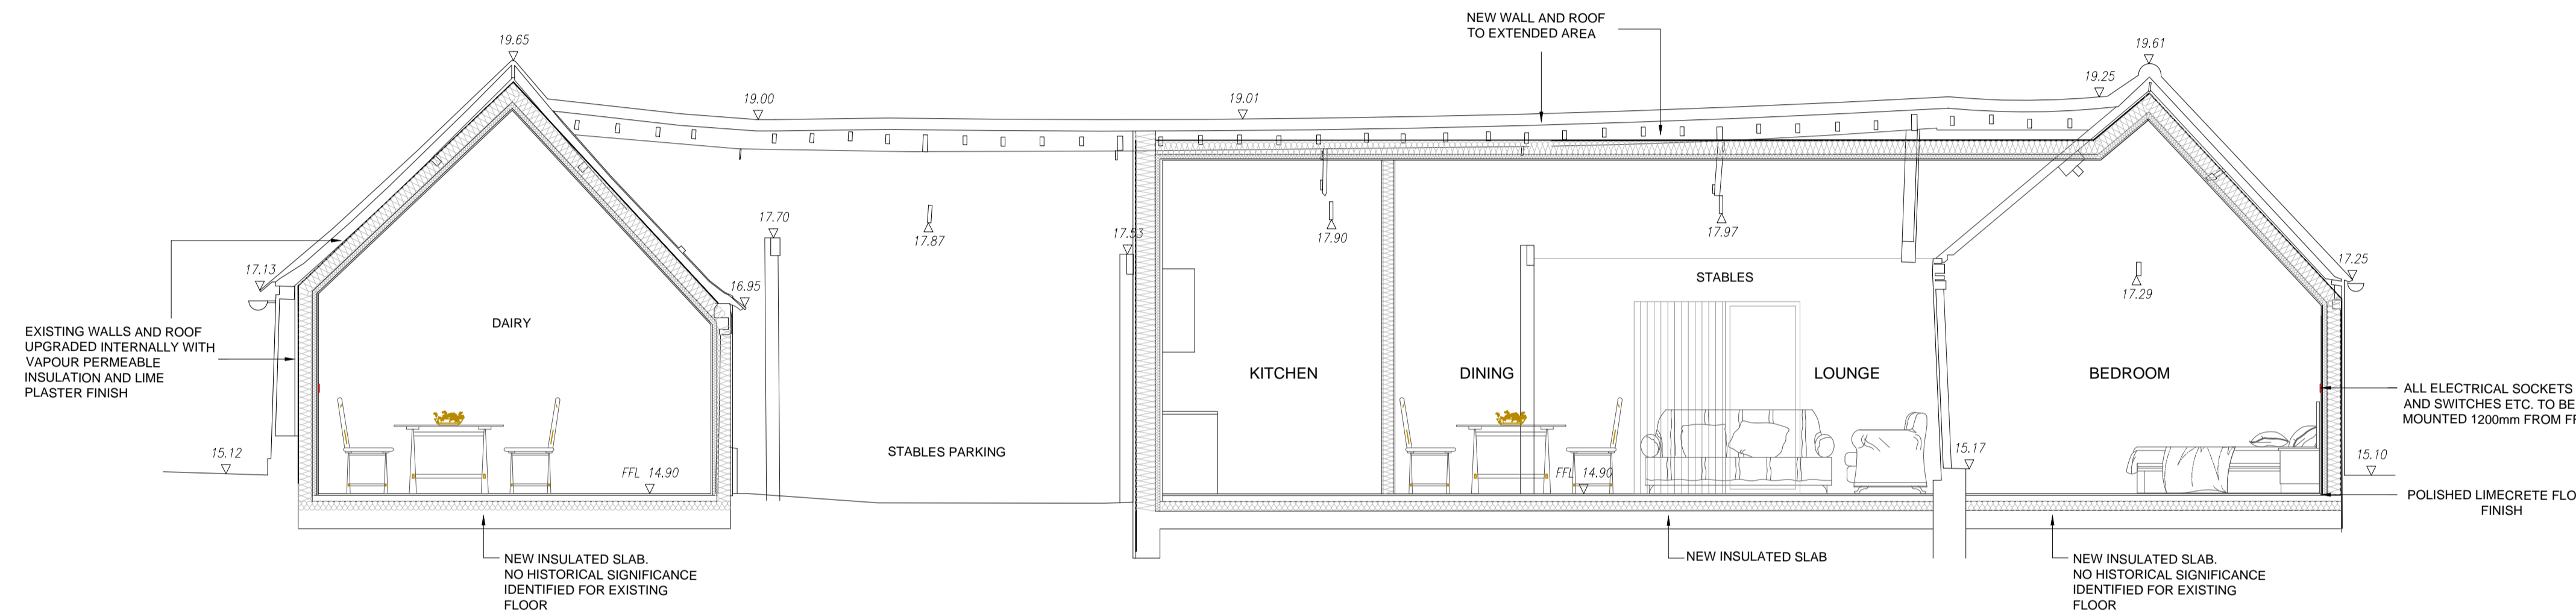 NEW WALL AND ROOF
TO EXTENDED AREA
19.65
19.61
19.25
19.00
19.01
17.70
17.87
17.53
17.90
17.97
17.13
16.95
17.25
17.29
STABLES
DAIRY
EXISTING WALLS AND ROOF
UPGRADED INTERNALLY WITH
VAPOUR PERMEABLE
INSULATION AND LIME
PLASTER FINISH
KITCHEN
DINING
LOUNGE
BEDROOM
ALL ELECTRICAL SOCKETS
AND SWITCHES ETC. TO BE
MOUNTED 1200mm FROM
STABLES PARKING
15.12
15.17
15.10
FFL 14.90
FFL 14.90
POLISHED LIMECRETE
FINISH
NEW INSULATED SLAB.
NO HISTORICAL SIGNIFICANCE
IDENTIFIED FOR EXISTING
FLOOR
NEW INSULATED SLAB
NEW INSULATED SLAB.
NO HISTORICAL SIGNIFICANCE
IDENTIFIED FOR EXISTING
FLOOR